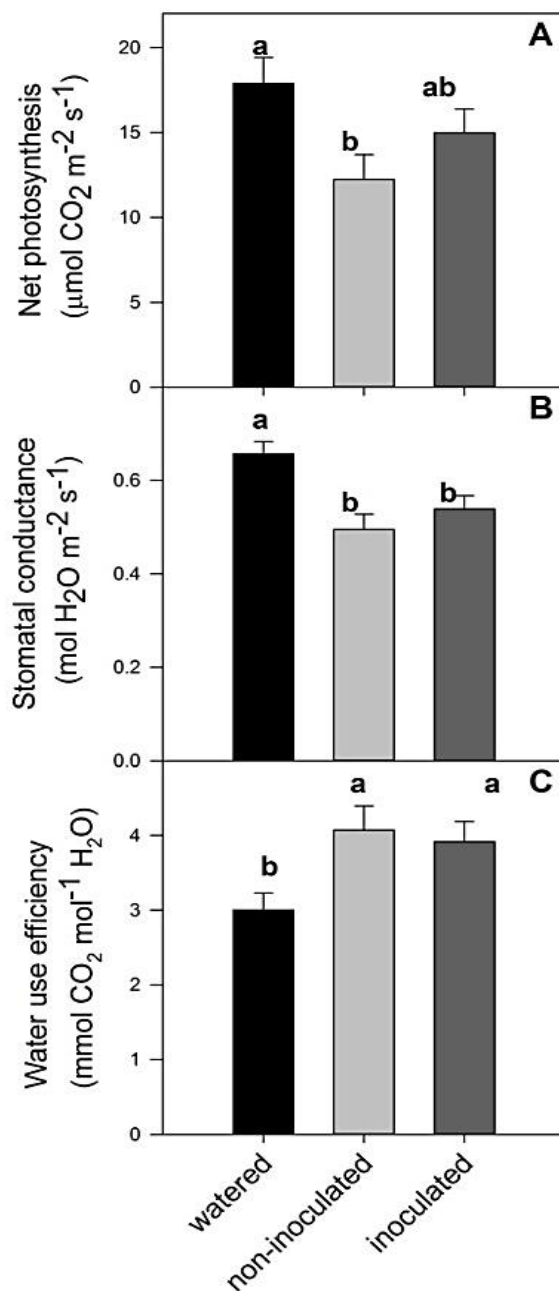 A
Net photosynthesis
(μmol CO₂ m⁻² s⁻¹)
20
15
10
5
0
a
b
ab
B
Stomatal conductance
(mol H₂O m⁻² s⁻¹)
0.6
0.4
0.2
0.0
a
b
b
C
Water use efficiency
(mmol CO₂ mol⁻¹ H₂O)
4
3
2
1
0
b
a
a
watered
non-inoculated
inoculated